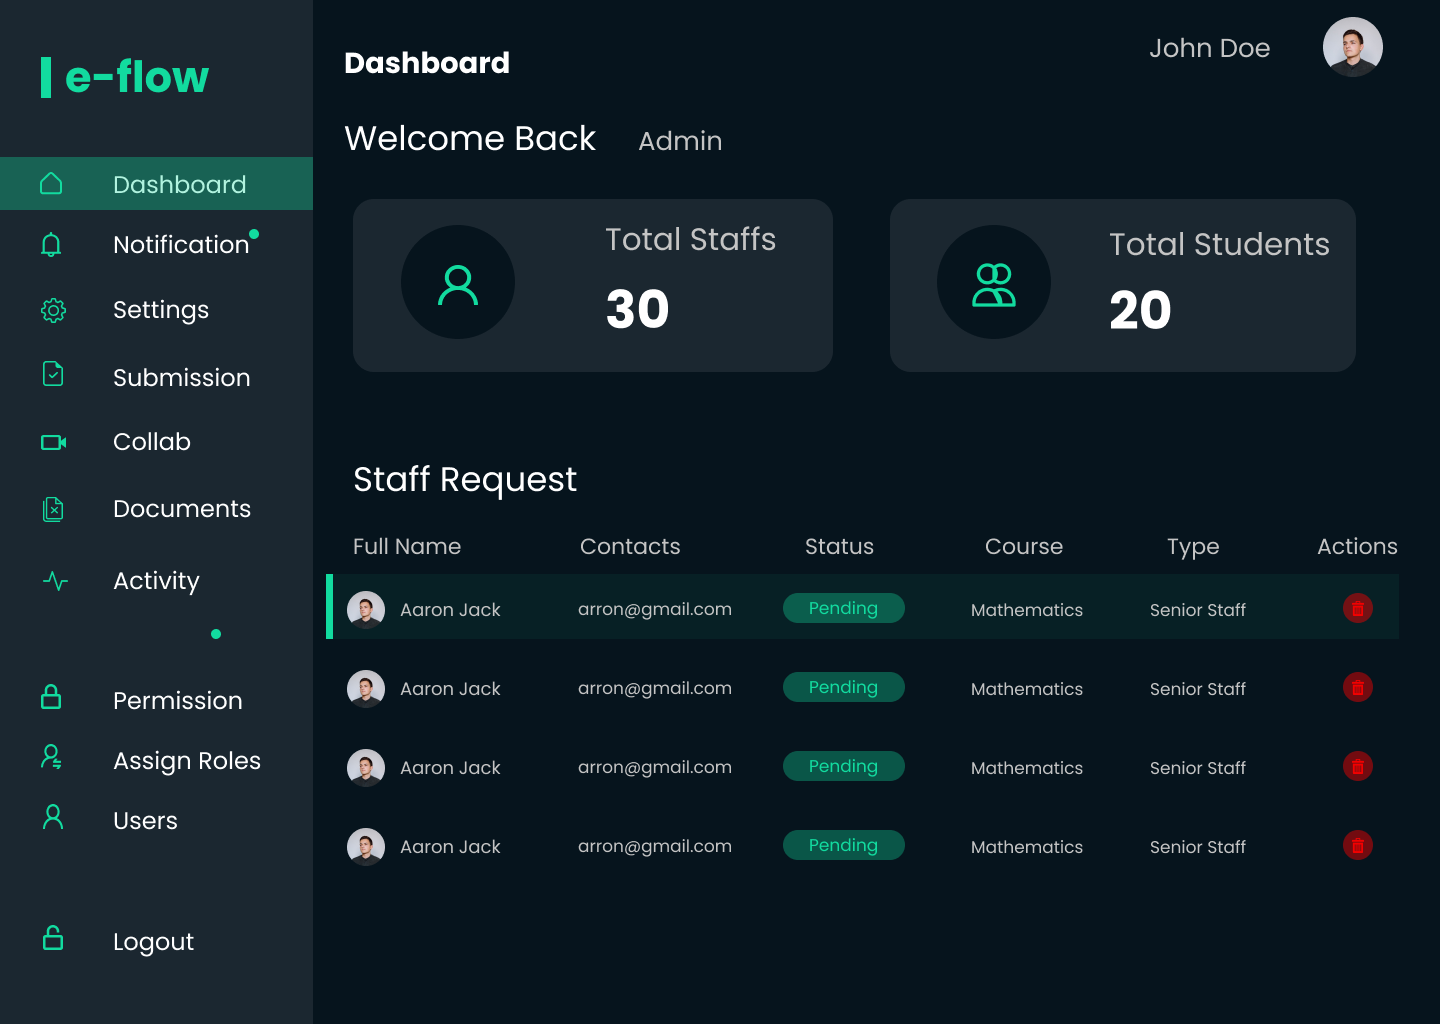 e-flow
Dashboard
Notification
Settings
Submission
Collab
Documents
Activity
Permission
Assign Roles
Users
Logout
Dashboard
John Doe
Welcome Back Admin
Total Staffs
30
Total Students
20
Staff Request
Full Name Contacts Status Course Type Actions
Aaron Jack arron@gmail.com Pending Mathematics Senior Staff
Aaron Jack arron@gmail.com Pending Mathematics Senior Staff
Aaron Jack arron@gmail.com Pending Mathematics Senior Staff
Aaron Jack arron@gmail.com Pending Mathematics Senior Staff